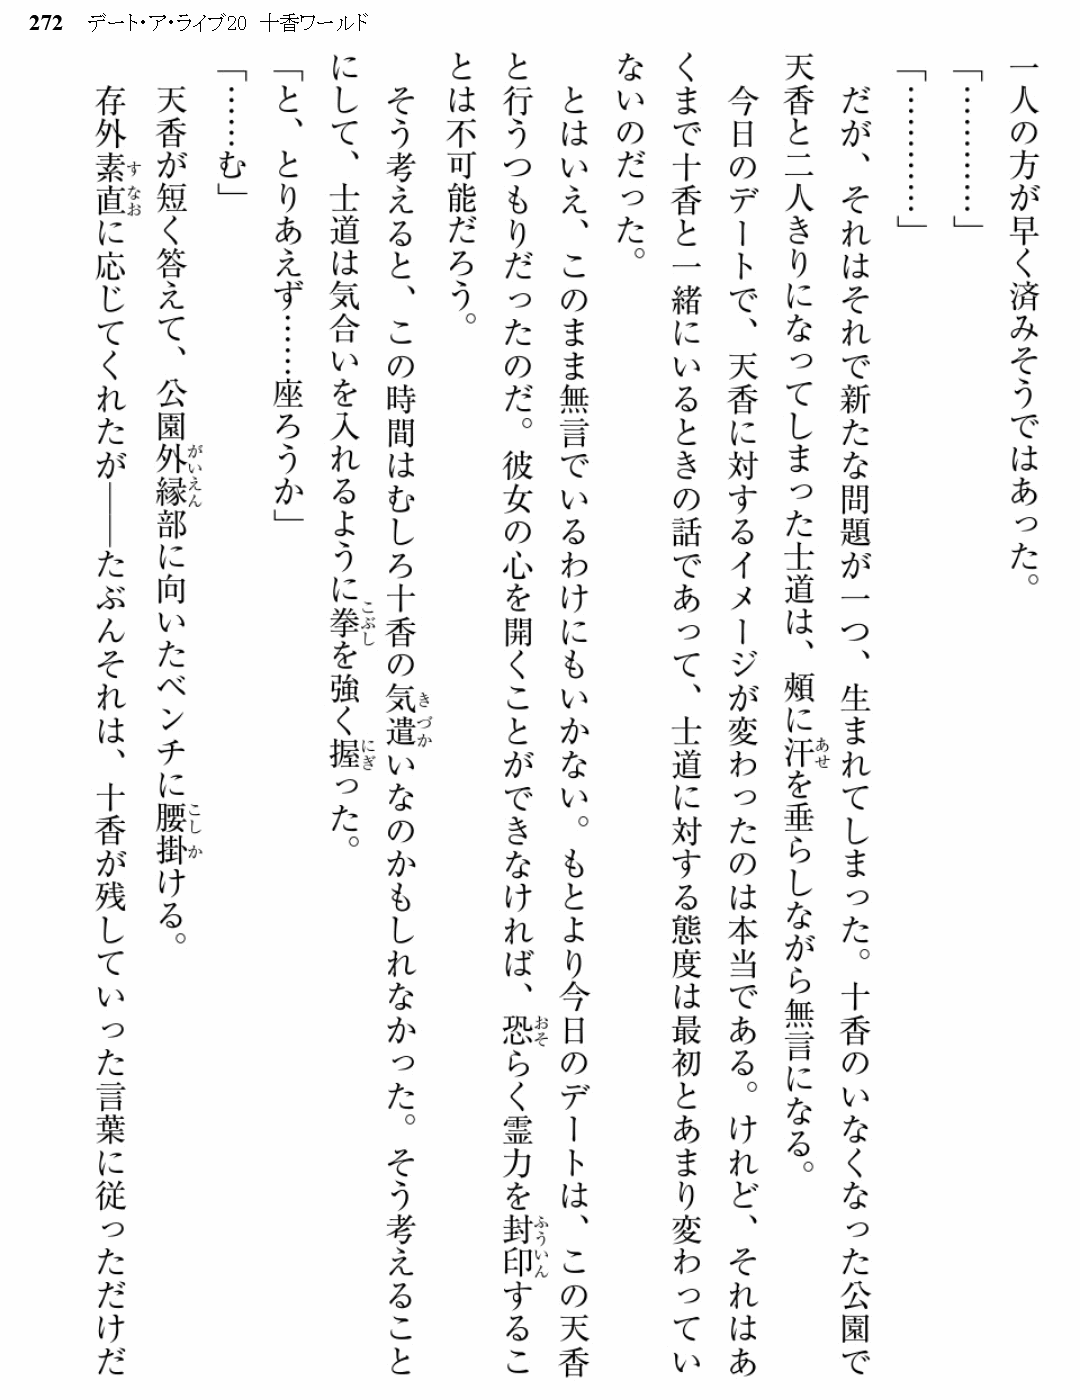 272 デート・ア・ライブ20 十香ワールド
一人の方が早く済みそうではあった。
「…………」
「…………」
だが、それはそれで新たな問題が一つ、生まれてしまった。十香のいなくなった公園で
天香と二人きりになってしまった士道は、頰に汗を垂らしながら無言になる。
今日のデートで、天香に対するイメージが変わったのは本当である。けれど、それはあ
くまで十香と一緒にいるときの話であって、士道に対する態度は最初とあまり変わってい
ないのだった。
とはいえ、このまま無言でいるわけにもいかない。もとより今日のデートは、この天香
と行うつもりだったのだ。彼女の心を開くことができなければ、恐らく霊力を封印するこ
とは不可能だろう。
そう考えると、この時間はむしろ十香の気遣いなのかもしれなかった。そう考えること
にして、士道は気合いを入れるように拳を強く握った。
「と、とりあえず……座ろうか」
「……む」
天香が短く答えて、公園外縁部に向いたベンチに腰掛ける。
存外素直に応じてくれたが――たぶんそれは、十香が残していった言葉に従っただけだ